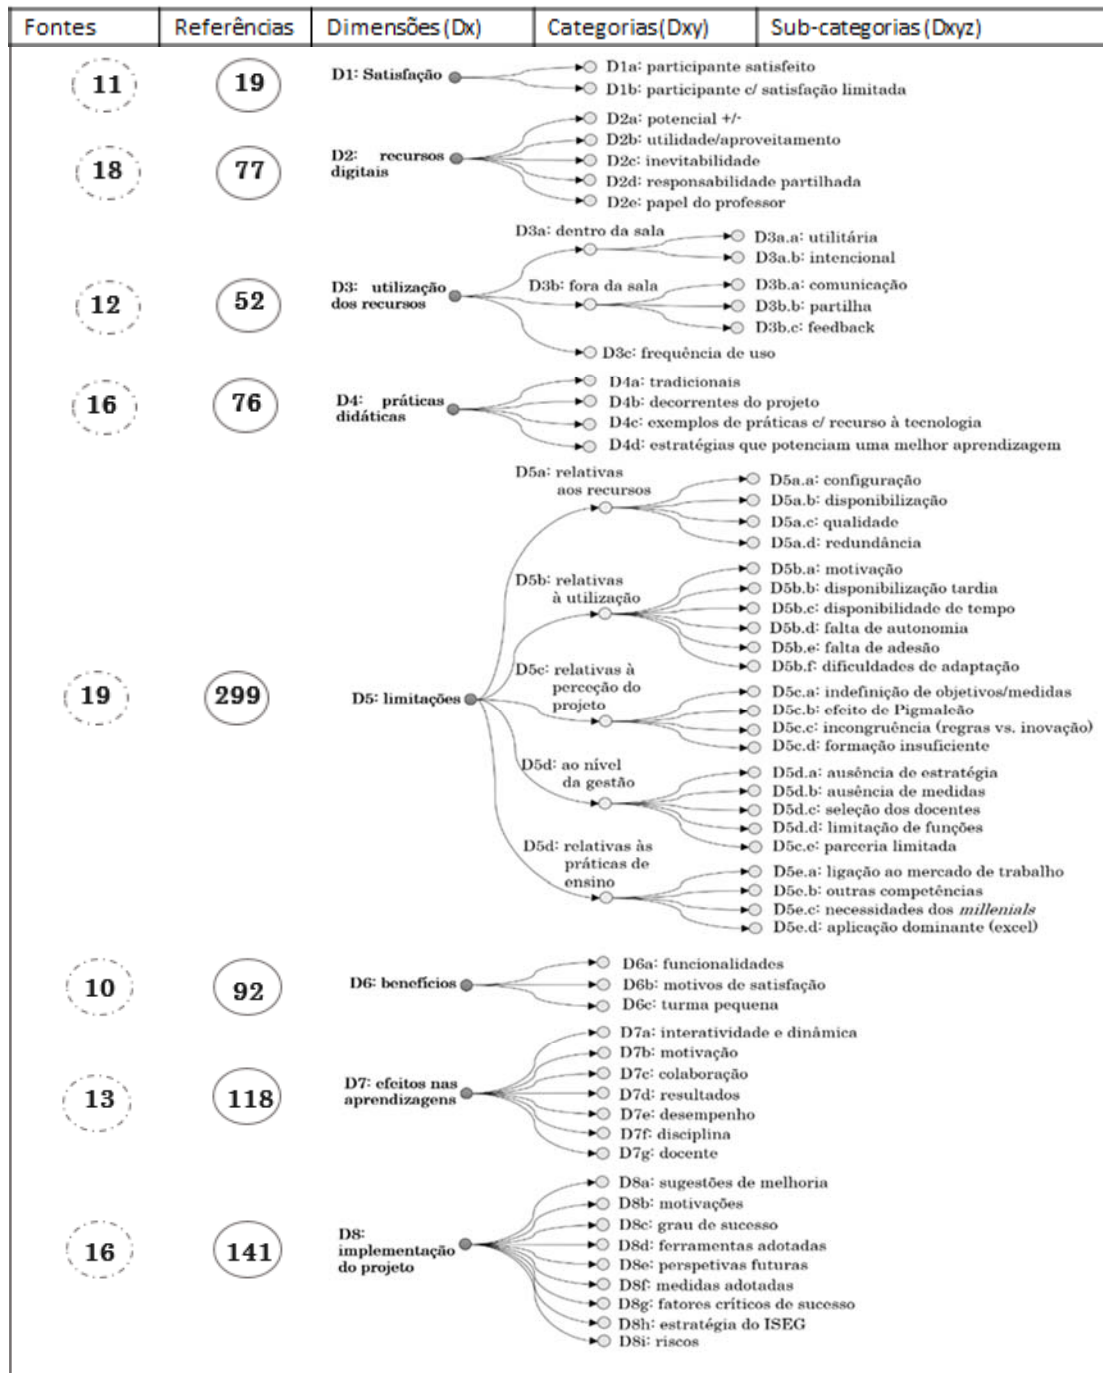 Fontes
Referências
Dimensões (Dx)
Categorias(Dxy)
Sub-categorias (Dxyz)
11
19
D1: Satisfação
D1a: participante satisfeito
D1b: participante c/ satisfação limitada
18
77
D2: recursos
digitais
D2a: potencial +/-
D2b: utilidade/aproveitamento
D2c: inevitabilidade
D2d: responsabilidade partilhada
D2e: papel do professor
12
52
D3: utilização
dos recursos
D3a: dentro da sala
D3a.a: utilitária
D3a.b: intencional
D3b: fora da sala
D3b.a: comunicação
D3b.b: partilha
D3b.c: feedback
D3c: frequência de uso
16
76
D4: práticas
didáticas
D4a: tradicionais
D4b: decorrentes do projeto
D4c: exemplos de práticas c/ recurso à tecnologia
D4d: estratégias que potenciam uma melhor aprendizagem
19
299
D5: limitações
D5a: relativas
aos recursos
D5a.a: configuração
D5a.b: disponibilização
D5a.c: qualidade
D5a.d: redundância
D5b: relativas
à utilização
D5b.a: motivação
D5b.b: disponibilização tardia
D5b.c: disponibilidade de tempo
D5b.d: falta de autonomia
D5b.e: falta de adesão
D5b.f: dificuldades de adaptação
D5c: relativas à
perceção do
projeto
D5c.a: indefinição de objetivos/medidas
D5c.b: efeito de Pigmaleão
D5c.c: incongruência (regras vs. inovação)
D5c.d: formação insuficiente
D5d: ao nível
da gestão
D5d.a: ausência de estratégia
D5d.b: ausência de medidas
D5d.c: seleção dos docentes
D5d.d: limitação de funções
D5c.e: parceria limitada
D5d: relativas às
práticas de
ensino
D5e.a: ligação ao mercado de trabalho
D5e.b: outras competências
D5e.c: necessidades dos millenials
D5e.d: aplicação dominante (excel)
10
92
D6: benefícios
D6a: funcionalidades
D6b: motivos de satisfação
D6c: turma pequena
13
118
D7: efeitos nas
aprendizagens
D7a: interatividade e dinâmica
D7b: motivação
D7c: colaboração
D7d: resultados
D7e: desempenho
D7f: disciplina
D7g: docente
16
141
D8:
implementação
do projeto
D8a: sugestões de melhoria
D8b: motivações
D8c: grau de sucesso
D8d: ferramentas adotadas
D8e: perspetivas futuras
D8f: medidas adotadas
D8g: fatores críticos de sucesso
D8h: estratégia do ISEG
D8i: riscos